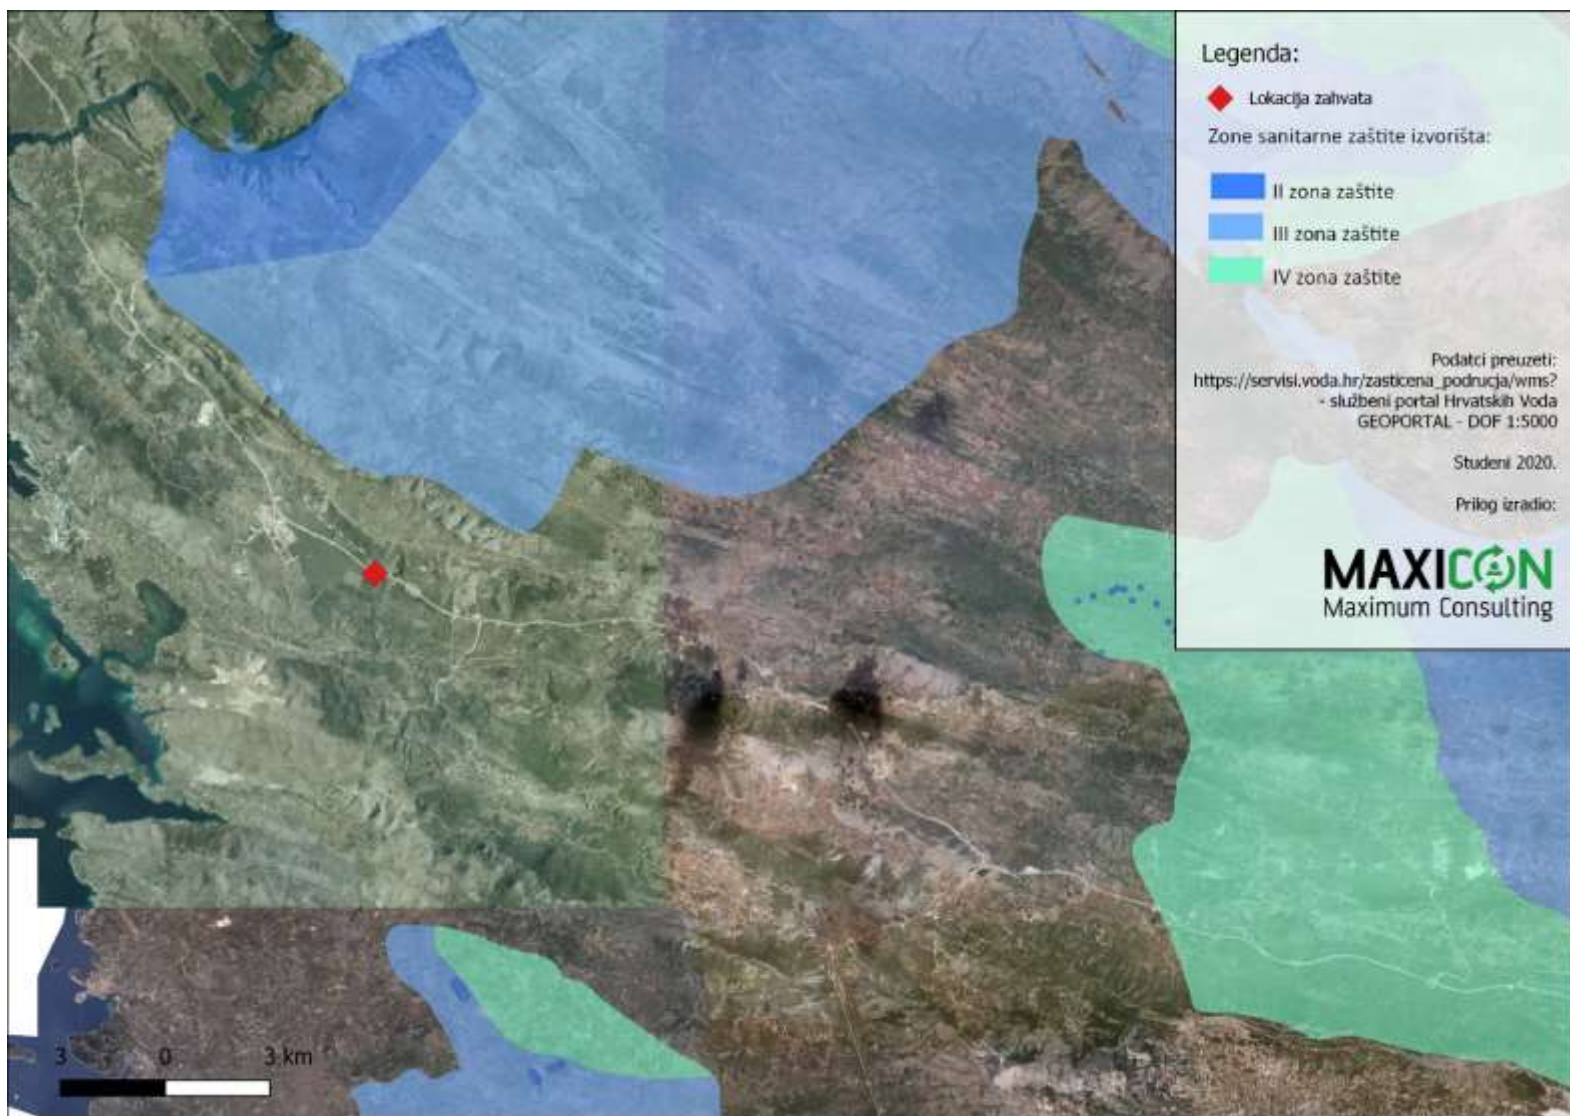 Legenda:
Lokacija zahvata
Zone sanitarne zaštite izvorišta:
II zona zaštite
III zona zaštite
IV zona zaštite
Podatci preuzeti:
https://servisi.voda.hr/zasticena_podrucja/wms?
- službeni portal Hrvatskih Voda
GEOPORTAL - DOF 1:5000
Studeni 2020.
Prilog izradio:
MAXICON
Maximum Consulting
3 0 3 km